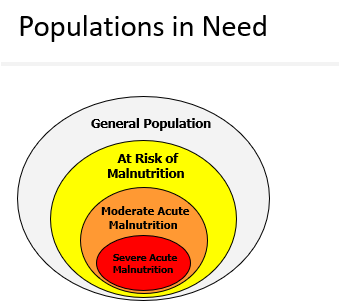 Populations in Need
General Population
At Risk of
Malnutrition
Moderate Acute
Malnutrition
Severe Acute
Malnutrition